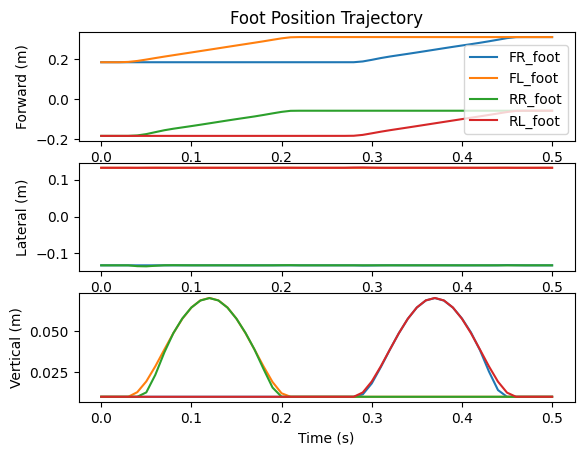 Foot Position Trajectory
Forward (m)
0.2
0.0
−0.2
FR_foot
FL_foot
RR_foot
RL_foot
0.0 0.1 0.2 0.3 0.4 0.5
Lateral (m)
0.1
0.0
−0.1
0.0 0.1 0.2 0.3 0.4 0.5
Vertical (m)
0.050
0.025
0.0 0.1 0.2 0.3 0.4 0.5
Time (s)